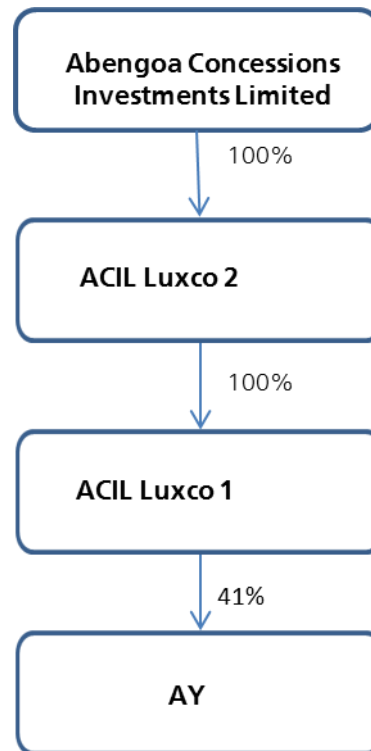 Abengoa Concessions
Investments Limited
100%
ACIL Luxco 2
100%
ACIL Luxco 1
41%
AY